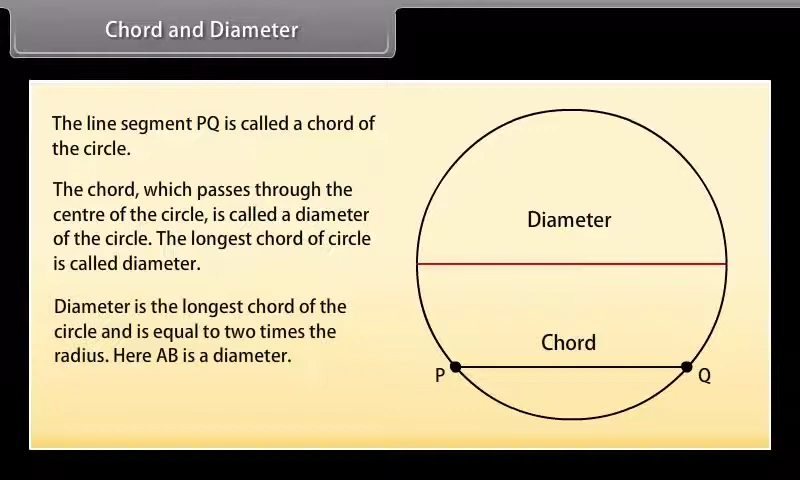 Chord and Diameter
The line segment PQ is called a chord of
the circle.
The chord, which passes through the
centre of the circle, is called a diameter
of the circle. The longest chord of circle
is called diameter.
Diameter is the longest chord of the
circle and is equal to two times the
radius. Here AB is a diameter.
Diameter
Chord
P
Q